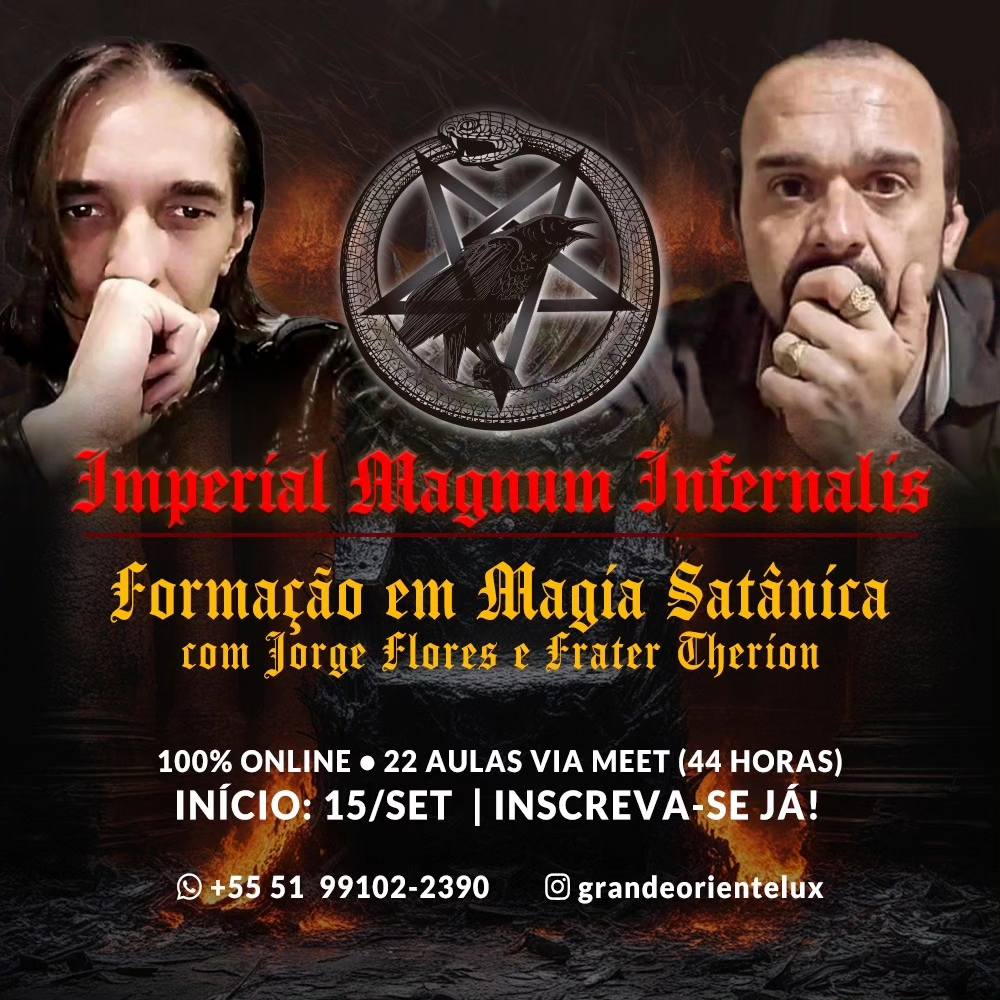 Imperial Magnum Infernalis
Formação em Magia Satânica
com Jorge Flores e Frater Therion
100% ONLINE • 22 AULAS VIA MEET (44 HORAS)
INÍCIO: 15/SET | INSCREVA-SE JÁ!
+55 51 99102-2390 grandeorientelux